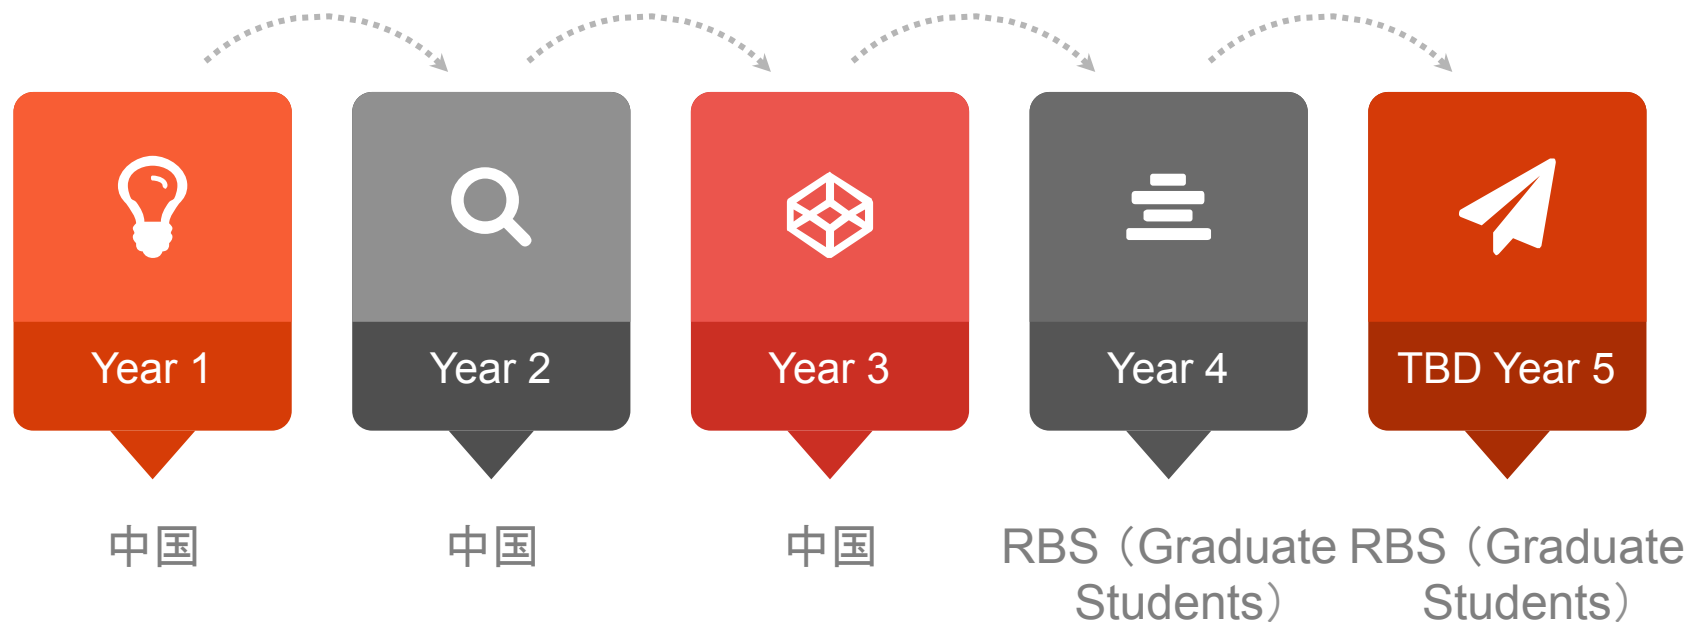 Year 1
Year 2
Year 3
Year 4
TBD Year 5
中国
中国
中国
RBS（Graduate
Students）
RBS（Graduate
Students）